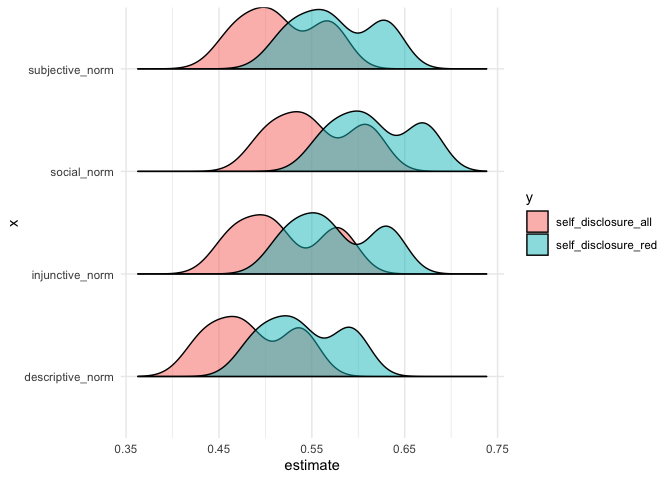 subjective_norm
social_norm
injunctive_norm
descriptive_norm
x
0.35 0.45 0.55 0.65 0.75
estimate
y
self_disclosure_all
self_disclosure_red